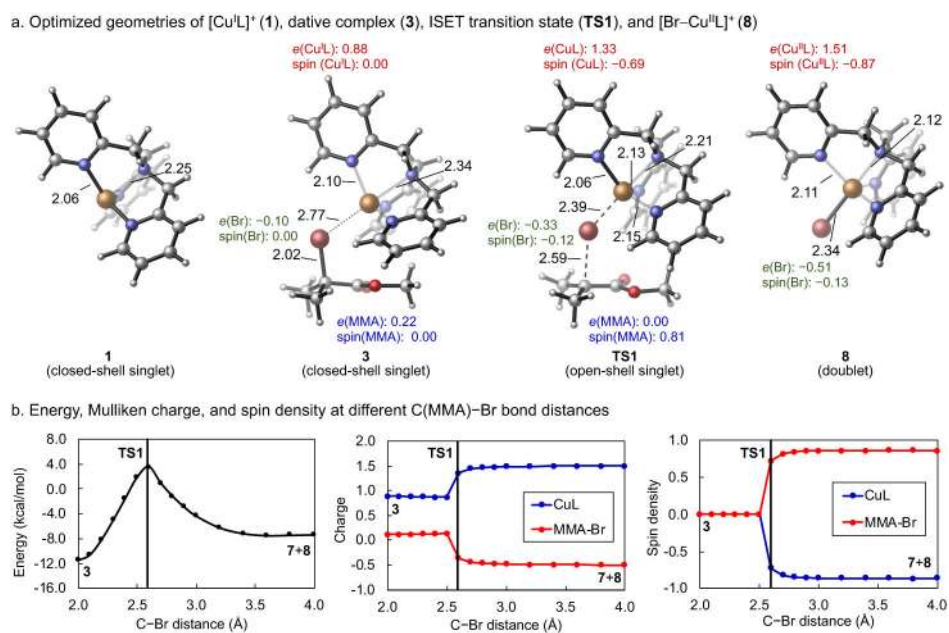 a. Optimized geometries of [CuᴵL]⁺ (1), dative complex (3), ISET transition state (TS1), and [Br–CuᴵᴵL]⁺ (8)
e(CuᴵL): 0.88
spin (CuᴵL): 0.00
e(CuL): 1.33
spin (CuL): −0.69
e(CuᴵᴵL): 1.51
spin (CuᴵᴵL): −0.87
2.06
2.25
2.10
2.34
2.77
2.02
e(Br): −0.10
spin(Br): 0.00
e(MMA): 0.22
spin(MMA): 0.00
2.13
2.21
2.06
2.39
2.15
2.59
e(Br): −0.33
spin(Br): −0.12
e(MMA): 0.00
spin(MMA): 0.81
2.12
2.11
2.34
e(Br): −0.51
spin(Br): −0.13
1
(closed-shell singlet)
3
(closed-shell singlet)
TS1
(open-shell singlet)
8
(doublet)
b. Energy, Mulliken charge, and spin density at different C(MMA)−Br bond distances
Energy (kcal/mol)
8.0
4.0
0.0
-4.0
-8.0
-12.0
-16.0
TS1
3
7+8
2.0 2.5 3.0 3.5 4.0
C−Br distance (Å)
Charge
2.0
1.5
1.0
0.5
0.0
-0.5
-1.0
TS1
3
CuL
MMA-Br
7+8
2.0 2.5 3.0 3.5 4.0
C−Br distance (Å)
Spin density
1.0
0.5
0.0
-0.5
-1.0
TS1
3
CuL
MMA-Br
7+8
2.0 2.5 3.0 3.5 4.0
C−Br distance (Å)